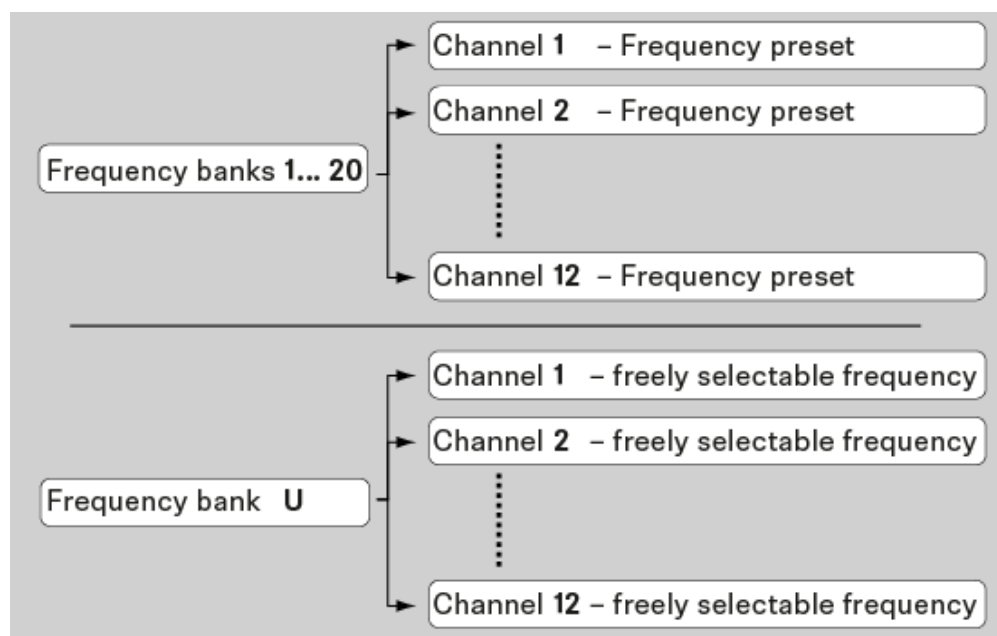 Channel 1 – Frequency preset
Channel 2 – Frequency preset
Frequency banks 1... 20
Channel 12 – Frequency preset
Channel 1 – freely selectable frequency
Channel 2 – freely selectable frequency
Frequency bank U
Channel 12 – freely selectable frequency